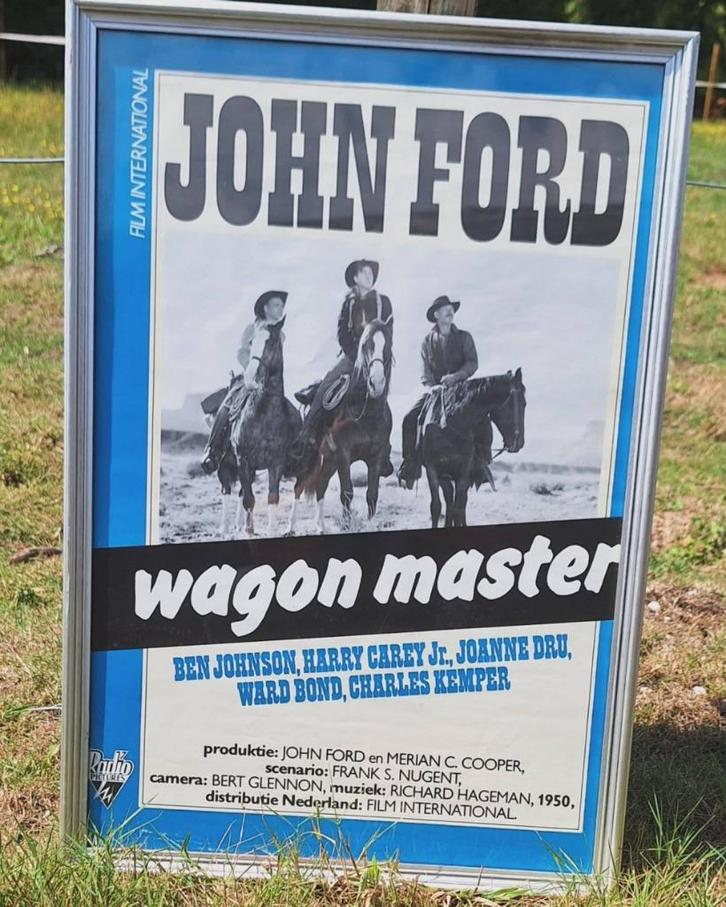 FILM INTERNATIONAL
JOHN FORD
wagon master
BEN JOHNSON, HARRY CAREY Jr., JOANNE DRU,
WARD BOND, CHARLES KEMPER
produktie: JOHN FORD en MERIAN C. COOPER,
scenario: FRANK S. NUGENT,
camera: BERT GLENNON, muziek: RICHARD HAGEMAN, 1950,
distributie Nederland: FILM INTERNATIONAL.
Radio
PICTURES